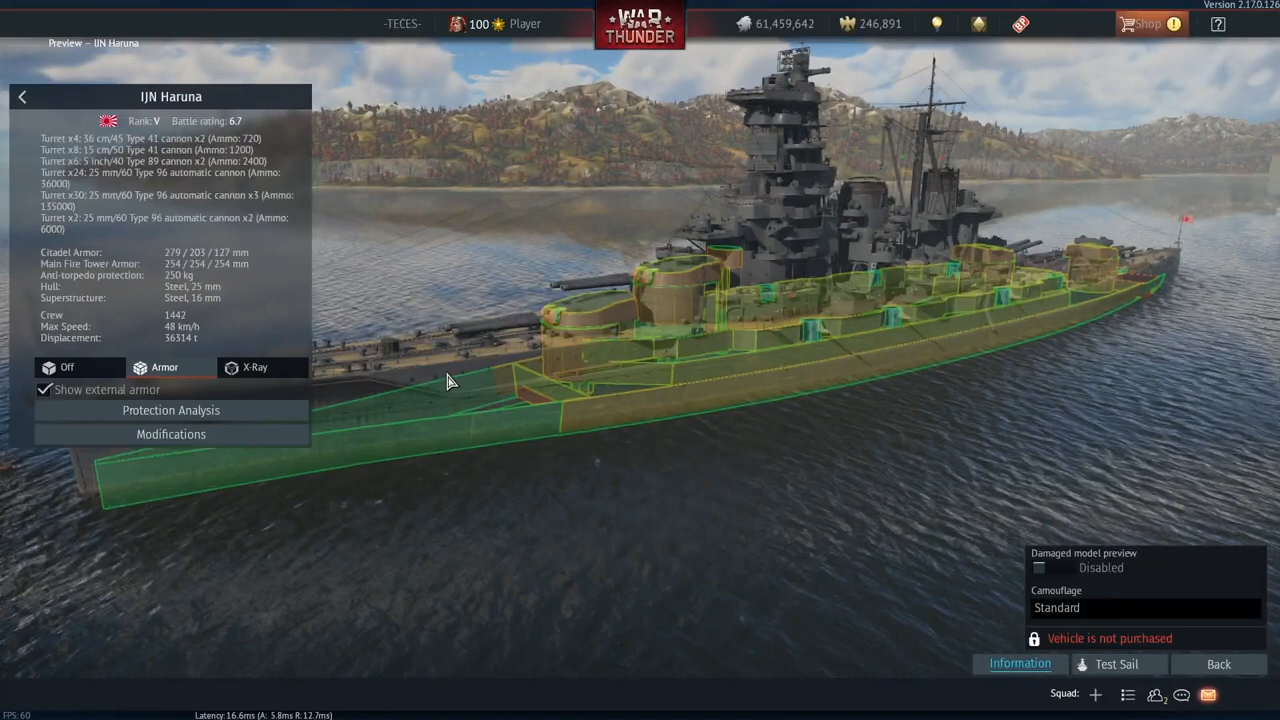 Version 2.17.0.126
-TECES-
100 Player
WAR
THUNDER
61,459,642
246,891
BP
Shop
Preview – IJN Haruna
IJN Haruna
Rank: V Battle rating: 6.7
Turret x4: 36 cm/45 Type 41 cannon x2 (Ammo: 720)
Turret x8: 15 cm/50 Type 41 cannon (Ammo: 1200)
Turret x6: 5 inch/40 Type 89 cannon x2 (Ammo: 2400)
Turret x24: 25 mm/60 Type 96 automatic cannon (Ammo:
36000)
Turret x30: 25 mm/60 Type 96 automatic cannon x3 (Ammo:
135000)
Turret x2: 25 mm/60 Type 96 automatic cannon x2 (Ammo:
6000)
Citadel Armor: 279 / 203 / 127 mm
Main Fire Tower Armor: 254 / 254 / 254 mm
Anti-torpedo protection: 250 kg
Hull: Steel, 25 mm
Superstructure: Steel, 16 mm
Crew 1442
Max Speed: 48 km/h
Displacement: 36314 t
Off Armor X-Ray
Show external armor
Protection Analysis
Modifications
Damaged model preview
Disabled
Camouflage
Standard
Vehicle is not purchased
Information Test Sail Back
Squad: 2
FPS: 60
Latency:16.6ms (A: 5.8ms R: 12.7ms)